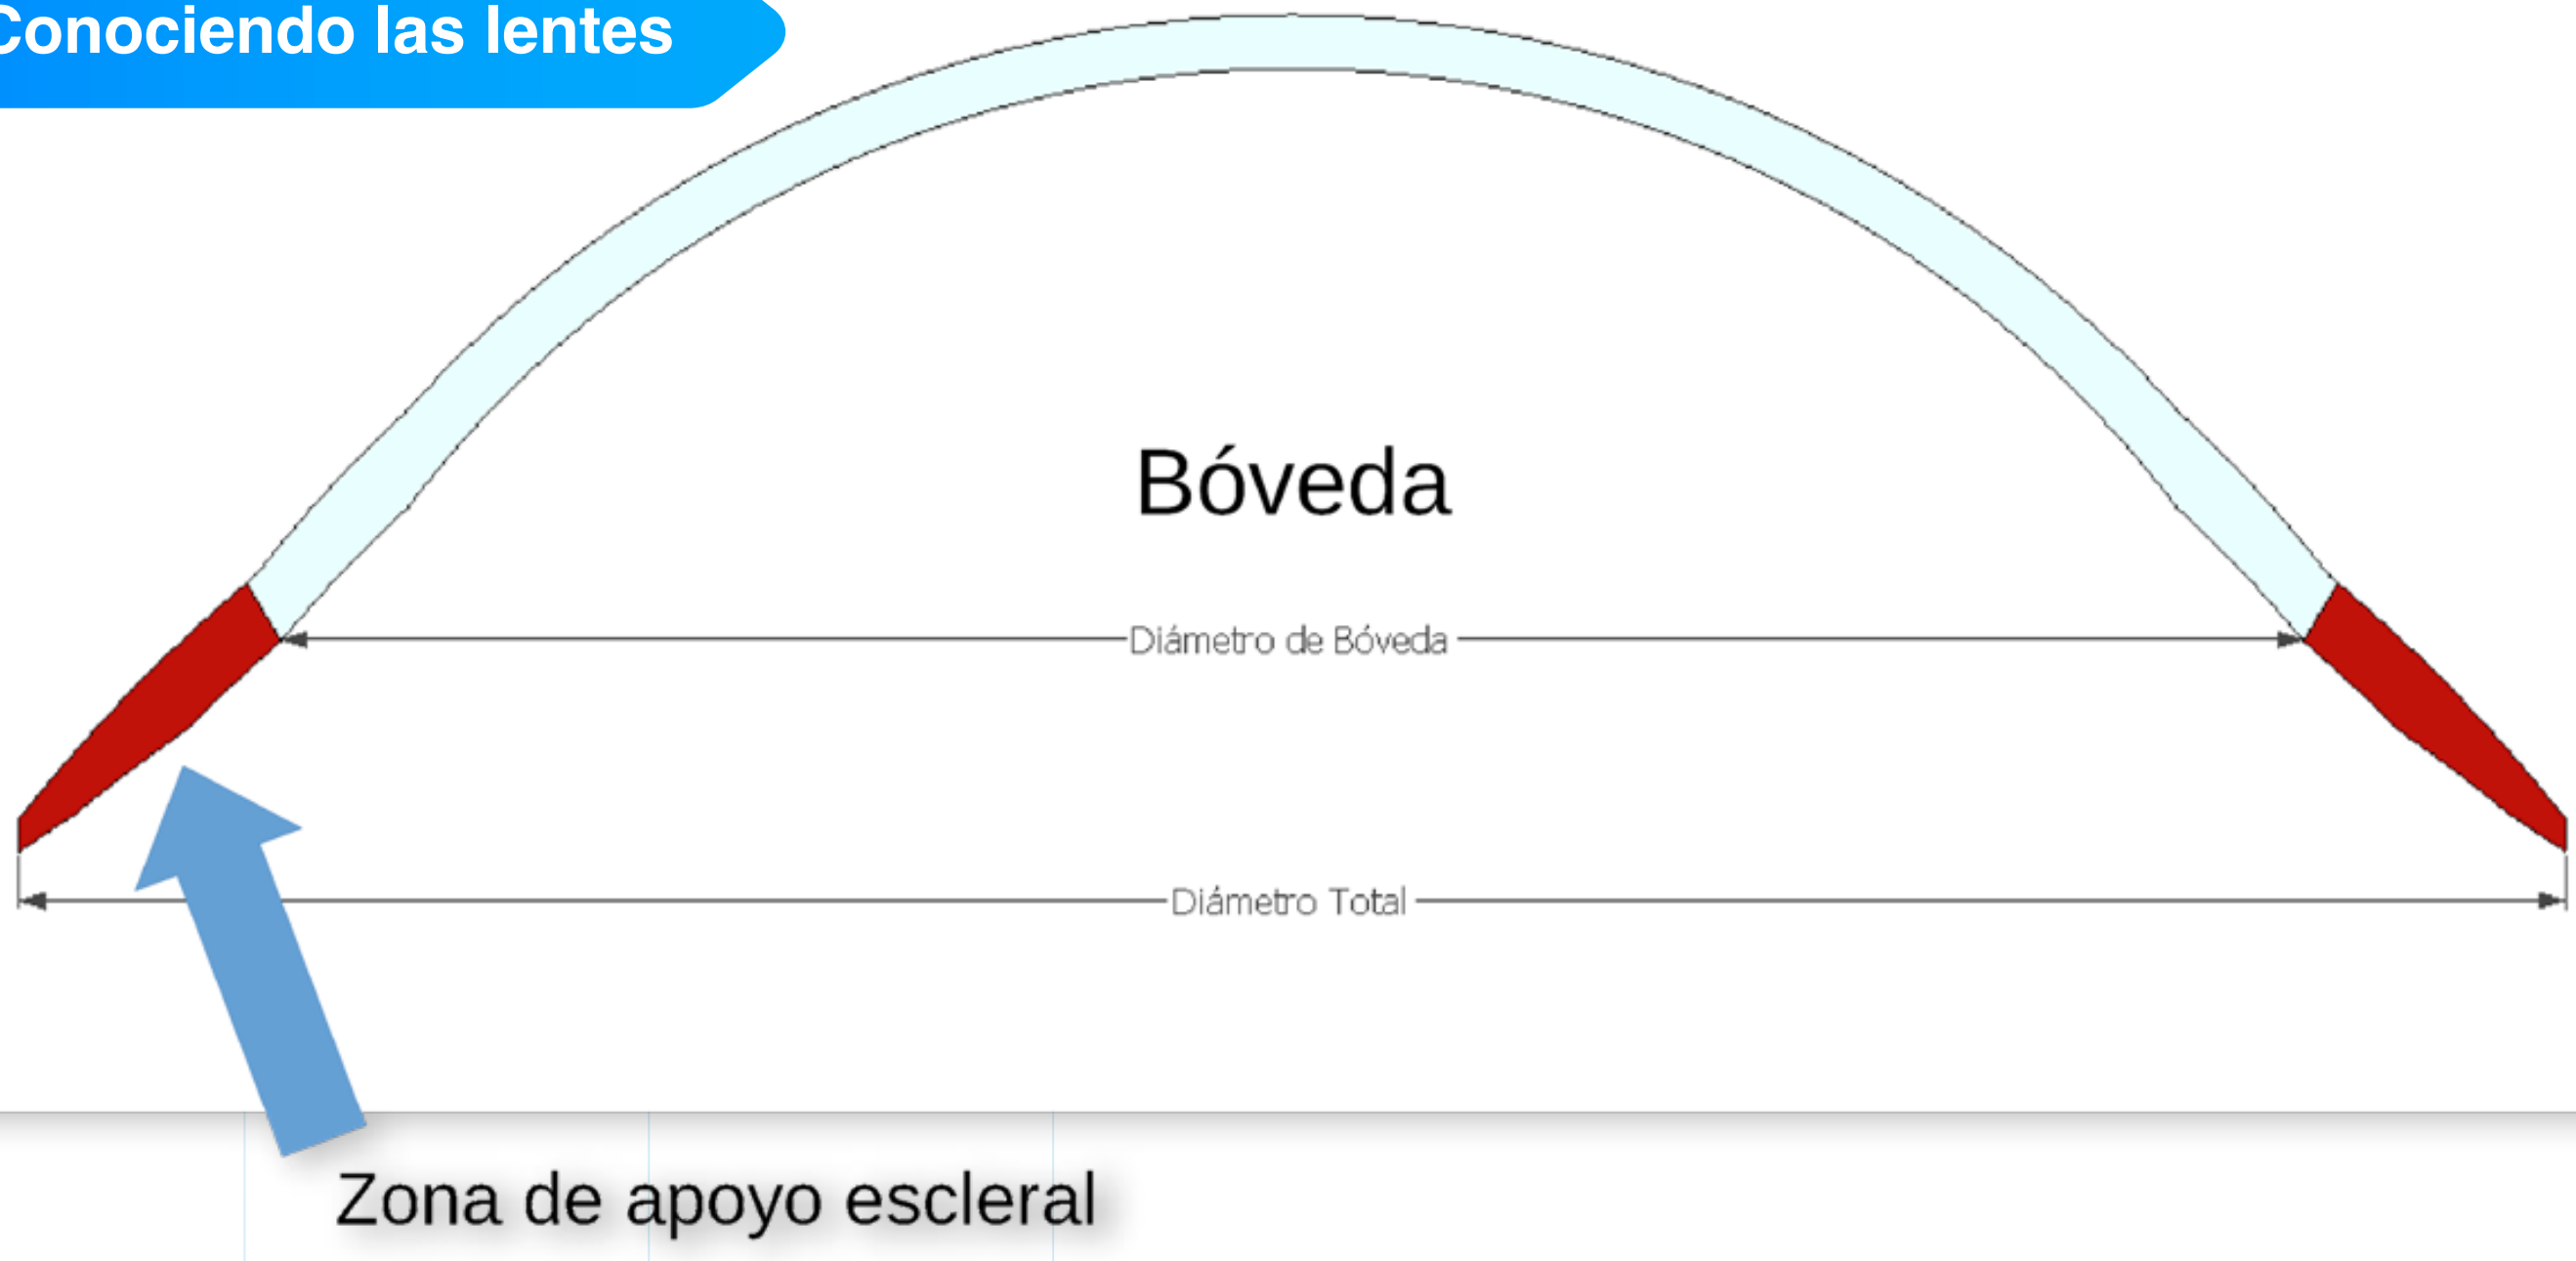 Conociendo las lentes
Bóveda
Diámetro de Bóveda
Diámetro Total
Zona de apoyo escleral